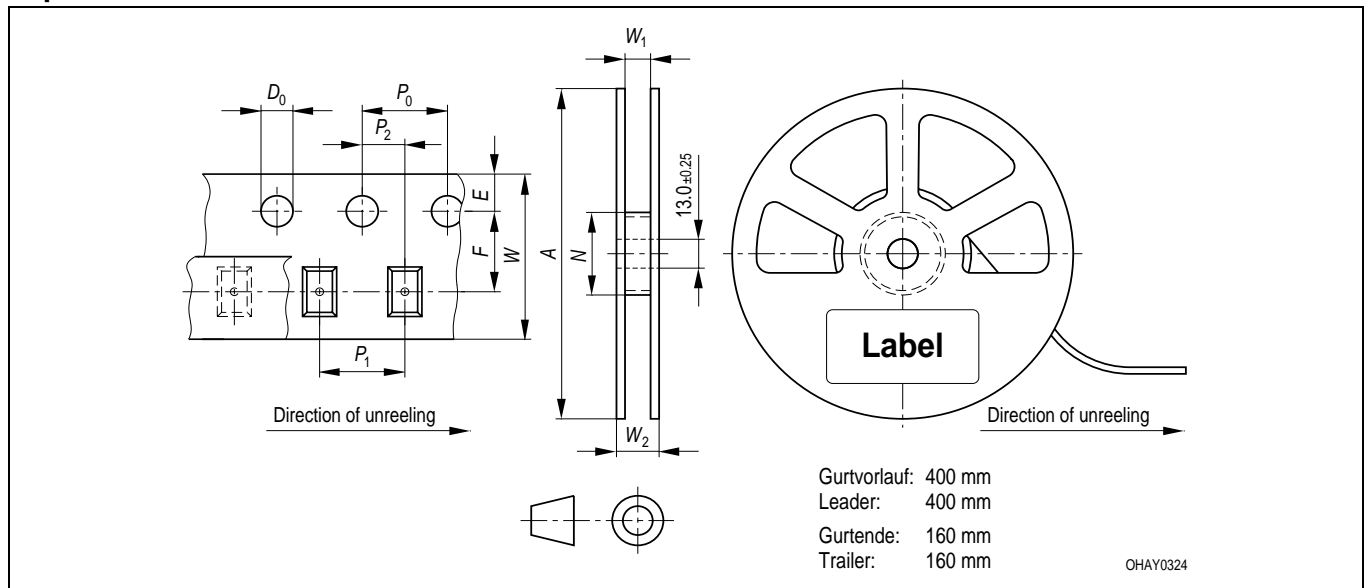 W1
D0
P0
P2
E
F
W
A
N
13.0±0.25
P1
Label
Direction of unreeling
Direction of unreeling
W2
Gurtvorlauf: 400 mm
Leader: 400 mm
Gurtende: 160 mm
Trailer: 160 mm
OHAY0324